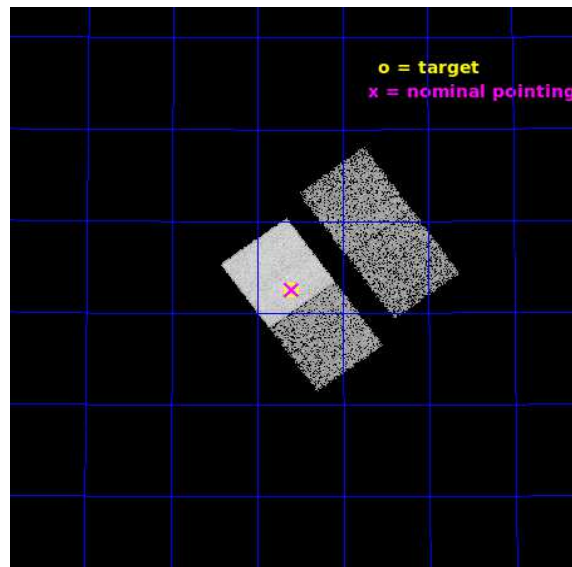 o = target
x = nominal pointing